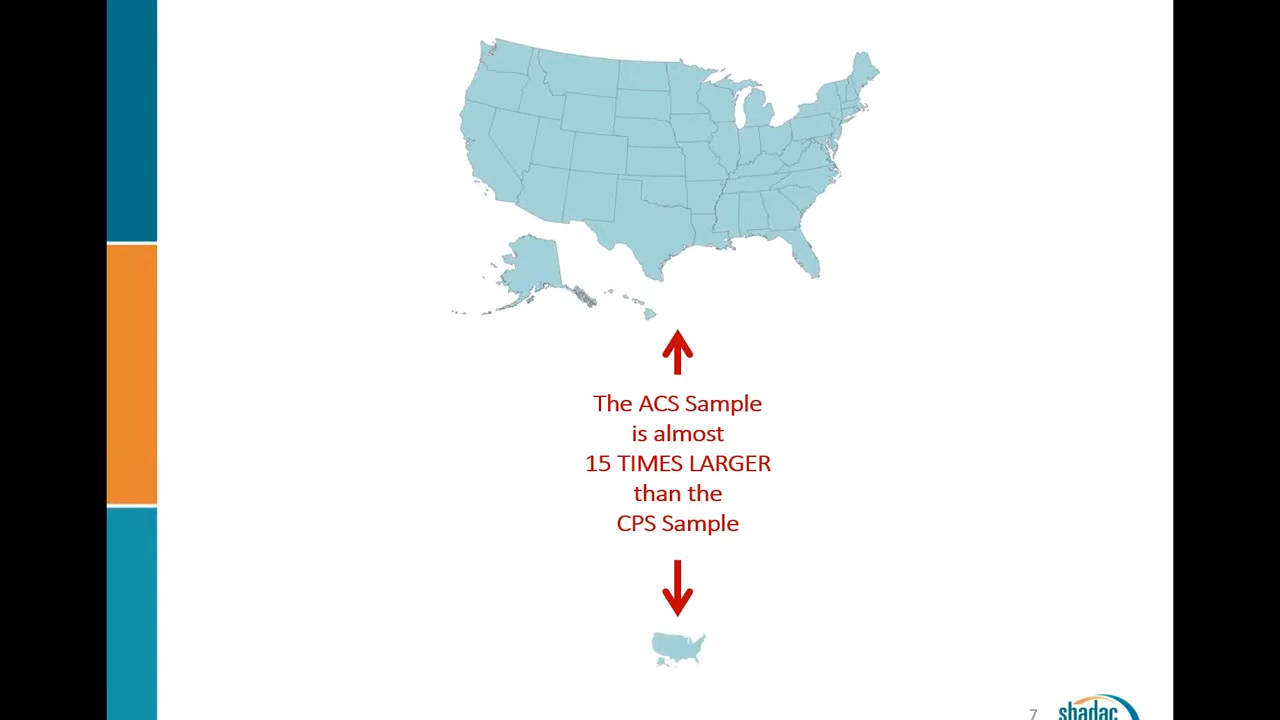 The ACS Sample
is almost
15 TIMES LARGER
than the
CPS Sample
7
shadac